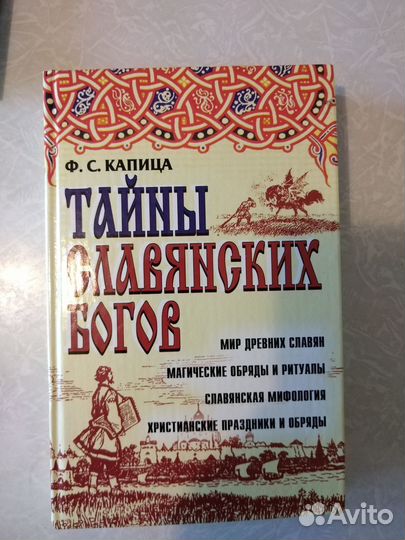 Ф. С. КАПИЦА
ТАЙНЫ
СЛАВЯНСКИХ
БОГОВ
МИР ДРЕВНИХ СЛАВЯН
МАГИЧЕСКИЕ ОБРЯДЫ И РИТУАЛЫ
СЛАВЯНСКАЯ МИФОЛОГИЯ
ХРИСТИАНСКИЕ ПРАЗДНИКИ И ОБРЯДЫ
Avito